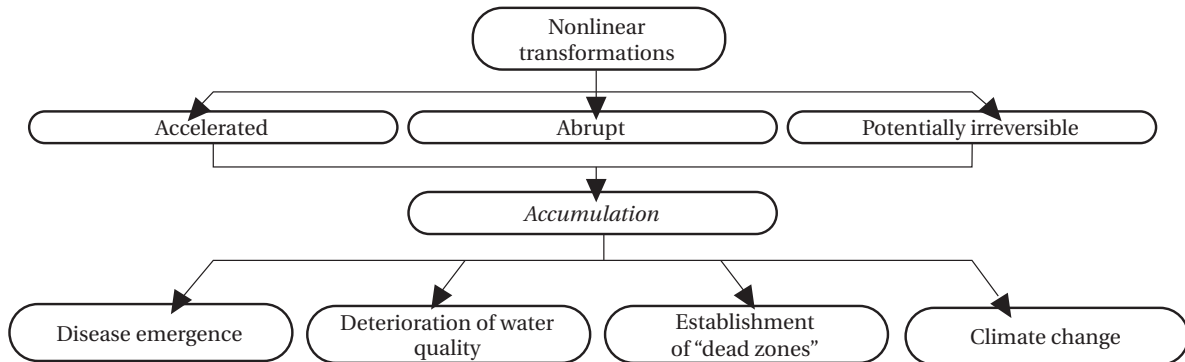 Nonlinear
transformations
Accelerated
Abrupt
Potentially irreversible
Accumulation
Disease emergence
Deterioration of water
quality
Establishment
of “dead zones”
Climate change